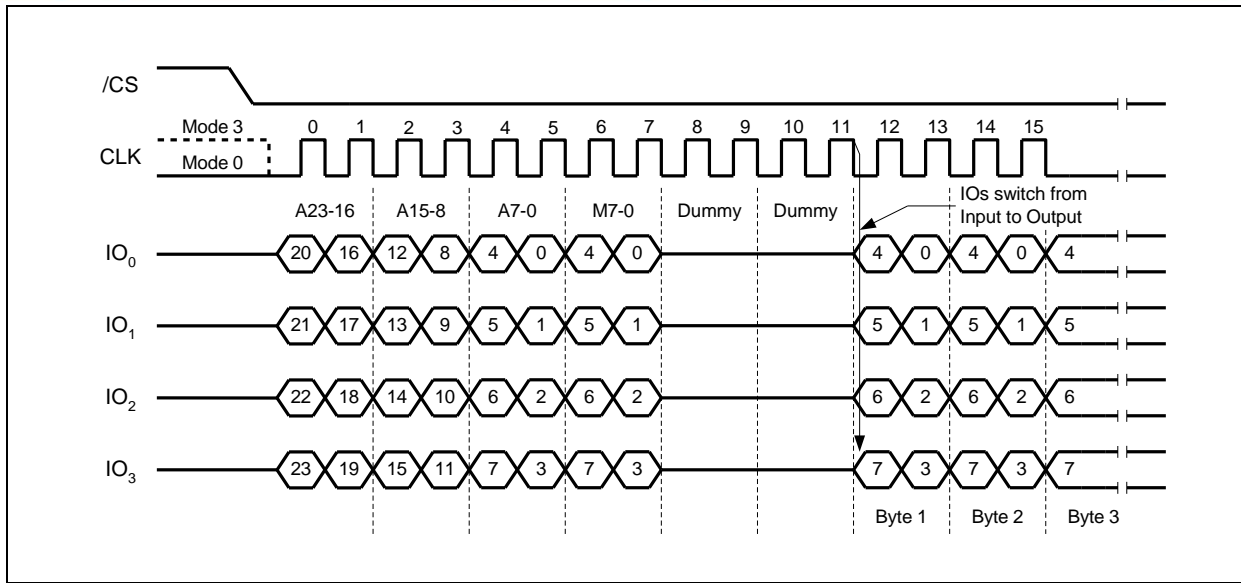 /CS
Mode 3 0 1 2 3 4 5 6 7 8 9 10 11 12 13 14 15
CLK
Mode 0
IOs switch from
Input to Output
A23-16 A15-8 A7-0 M7-0 Dummy Dummy
IO0 20 16 12 8 4 0 4 0 4 0 4 0 4
IO1 21 17 13 9 5 1 5 1 5 1 5 1 5
IO2 22 18 14 10 6 2 6 2 6 2 6 2 6
IO3 23 19 15 11 7 3 7 3 7 3 7 3 7
Byte 1 Byte 2 Byte 3